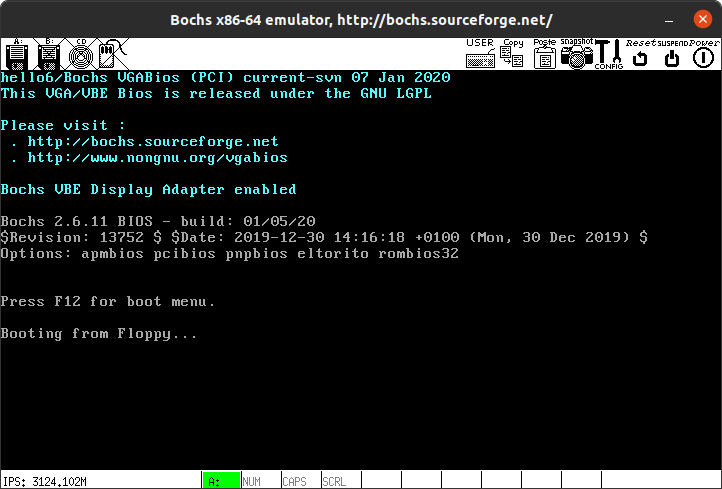 Bochs x86-64 emulator, http://bochs.sourceforge.net/
A: B: CD USER Copy Paste Snapshot CONFIG Reset SUSPEND Power
hello6/Bochs VGABios (PCI) current-svn 07 Jan 2020
This VGA/VBE Bios is released under the GNU LGPL
Please visit :
. http://bochs.sourceforge.net
. http://www.nongnu.org/vgabios
Bochs VBE Display Adapter enabled
Bochs 2.6.11 BIOS - build: 01/05/20
$Revision: 13752 $ $Date: 2019-12-30 14:16:18 +0100 (Mon, 30 Dec 2019) $
Options: apmbios pcibios pnpbios eltorito rombios32
Press F12 for boot menu.
Booting from Floppy...
IPS: 3124.102M A: NUM CAPS SCRL